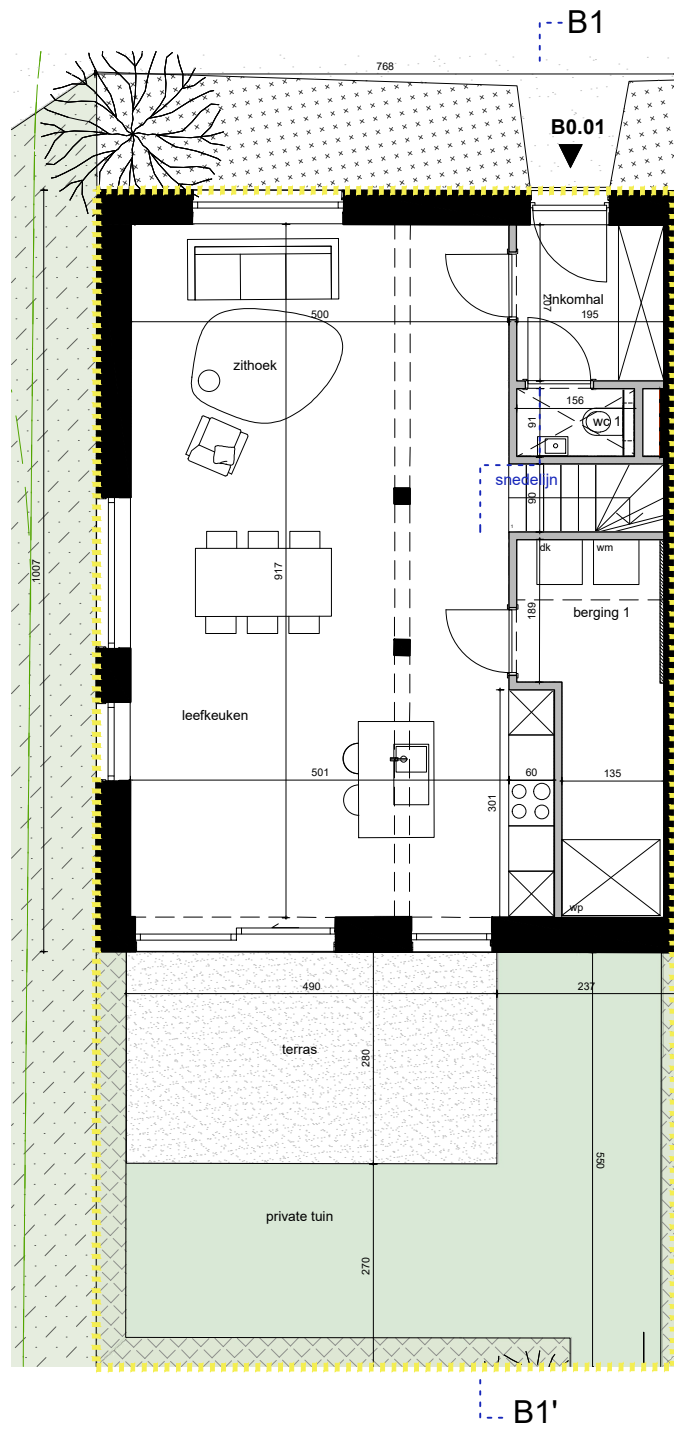 B1
768
B0.01
inkomhal
207
195
500
zithoek
156
wc 1
91
snedelijn
90
1
dk
wm
917
1007
189
berging 1
leefkeuken
501
60
135
301
wp
490
237
terras
280
550
private tuin
270
B1'